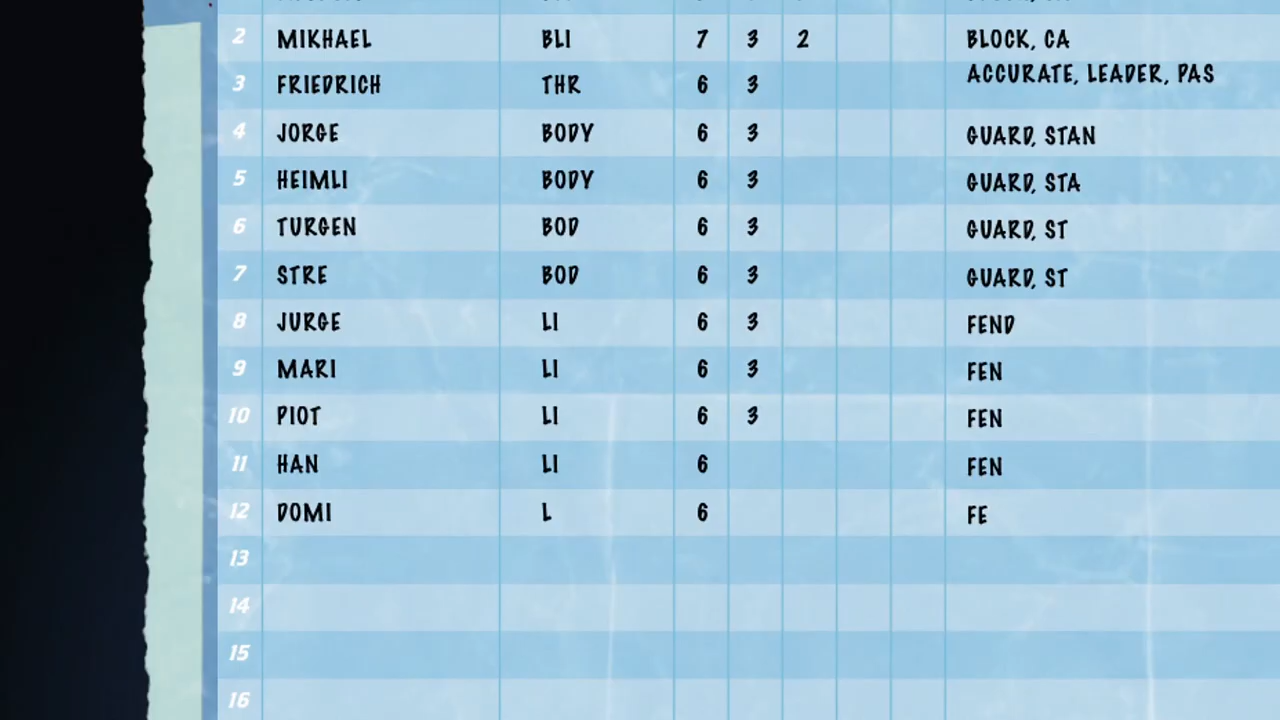 2 MIKHAEL BLI 7 3 2 BLOCK, CA
3 FRIEDRICH THR 6 3 ACCURATE, LEADER, PAS
4 JORGE BODY 6 3 GUARD, STAN
5 HEIMLI BODY 6 3 GUARD, STA
6 TURGEN BOD 6 3 GUARD, ST
7 STRE BOD 6 3 GUARD, ST
8 JURGE LI 6 3 FEND
9 MARI LI 6 3 FEN
10 PIOT LI 6 3 FEN
11 HAN LI 6 FEN
12 DOMI L 6 FE
13
14
15
16